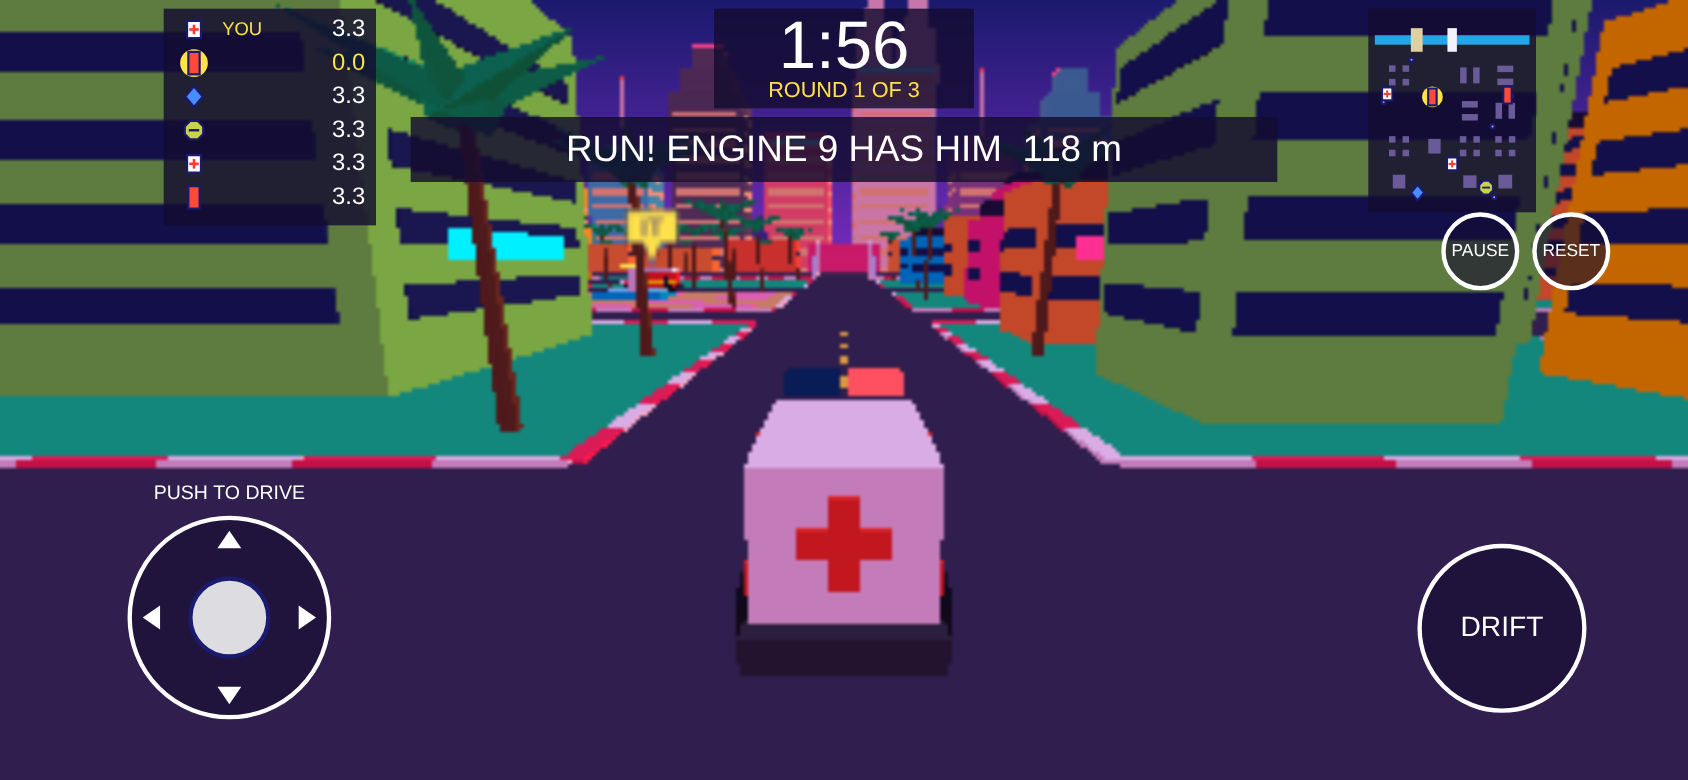 YOU 3.3
0.0
3.3
3.3
3.3
3.3
1:56
ROUND 1 OF 3
RUN! ENGINE 9 HAS HIM 118 m
IT
PAUSE
RESET
PUSH TO DRIVE
DRIFT